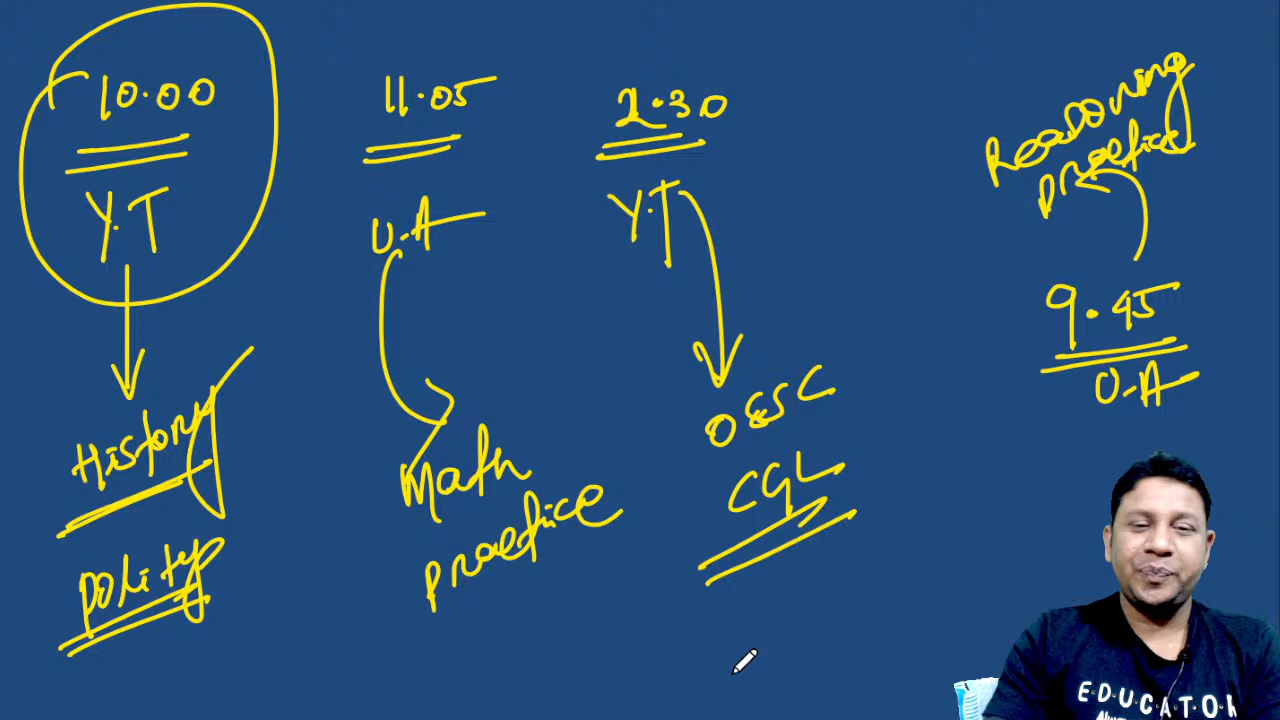 10.00
Y.T
History
polity
11.05
U.A
Math
practice
2.30
Y.T
OSSC
CGL
Reasoning
practice
9.45
U.A
EDUCATOR